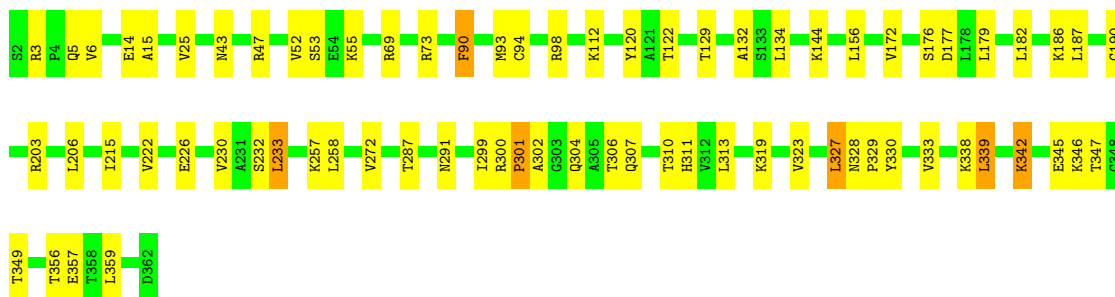 S2 R3 P4 Q5 V6 E14 A15 V25 N43 R47 V52 S53 E54 K55 R69 R73 F90 M93 C94 R98 K112 Y120 A121 T122 T129 A132 S133 L134 K144 L156 V172 S176 D177 L178 L179 L182 K186 L187
R203 L206 I215 V222 E226 V230 A231 S232 L233 K257 L258 V272 T287 N291 I299 R300 P301 A302 G303 Q304 A305 T306 Q307 T310 H311 V312 L313 K319 V323 L327 N328 P329 Y330 V333 K338 L339 K342 E345 K346 T347
T349 T356 E357 T358 L359 D362